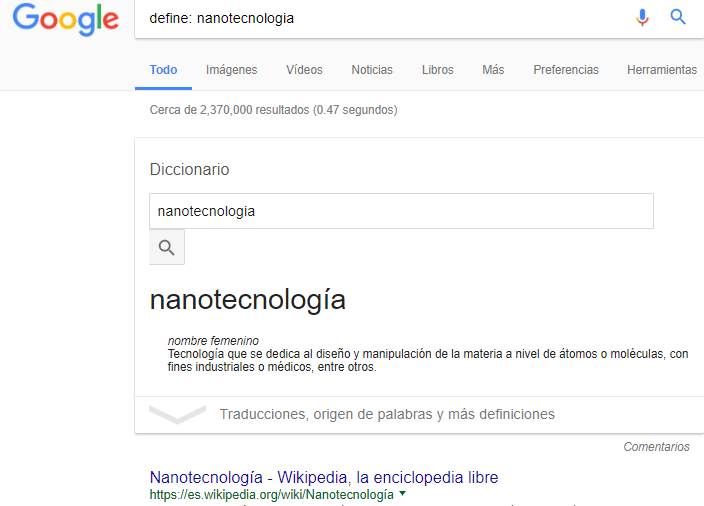 Google
define: nanotecnologia
Todo Imágenes Vídeos Noticias Libros Más Preferencias Herramientas
Cerca de 2,370,000 resultados (0.47 segundos)
Diccionario
nanotecnologia
nanotecnología
nombre femenino
Tecnología que se dedica al diseño y manipulación de la materia a nivel de átomos o moléculas, con
fines industriales o médicos, entre otros.
Traducciones, origen de palabras y más definiciones
Comentarios
Nanotecnología - Wikipedia, la enciclopedia libre
https://es.wikipedia.org/wiki/Nanotecnología